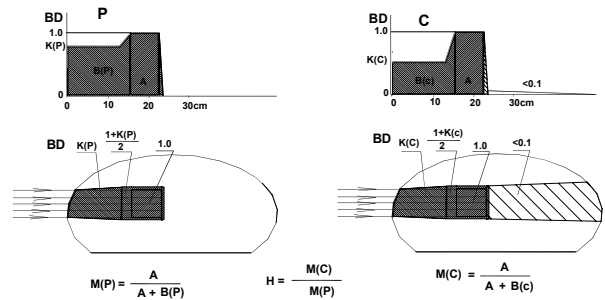 P
C
BD
BD
1.0
1.0
K(P)
K(C)
B(P)
A
B(c)
A
<0.1
0
0
0 10 20 30cm
0 10 20 30cm
BD
K(P)
1+K(P)
2
1.0
BD
K(C)
1+K(c)
2
1.0
<0.1
M(P) = A
A + B(P)
H = M(C)
M(P)
M(C) = A
A + B(c)